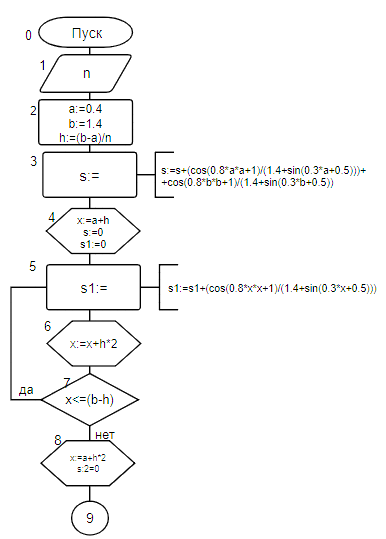 0
Пуск
1
n
2
a:=0.4
b:=1.4
h:=(b-a)/n
3
s:=
s:=s+(cos(0.8*a*a+1)/(1.4+sin(0.3*a+0.5)))+
+cos(0.8*b*b+1)/(1.4+sin(0.3*b+0.5))
4
x:=a+h
s:=0
s1:=0
5
s1:=
s1:=s1+(cos(0.8*x*x+1)/(1.4+sin(0.3*x+0.5)))
6
x:=x+h*2
7
x<=(b-h)
да
нет
8
x:=a+h*2
s:2=0
9